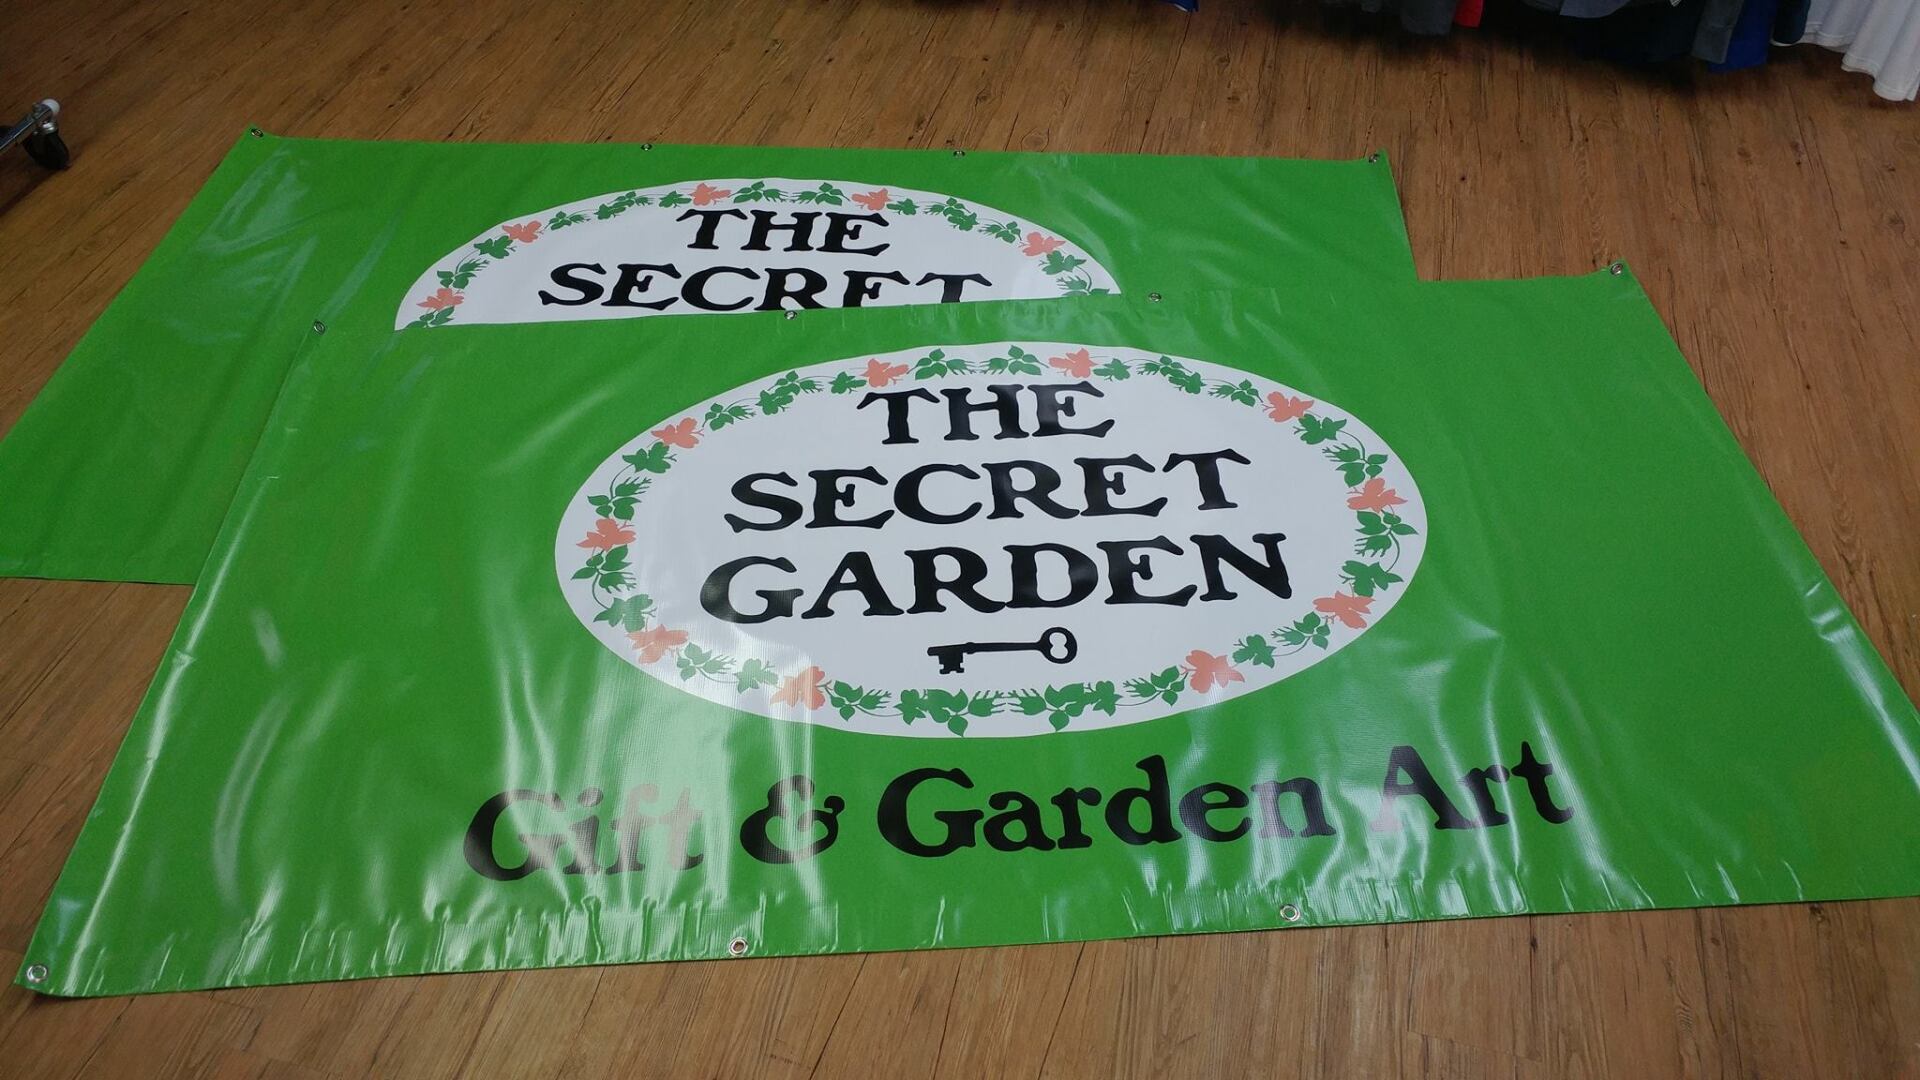 THE
SECRET
THE
SECRET
GARDEN
Gift & Garden Art